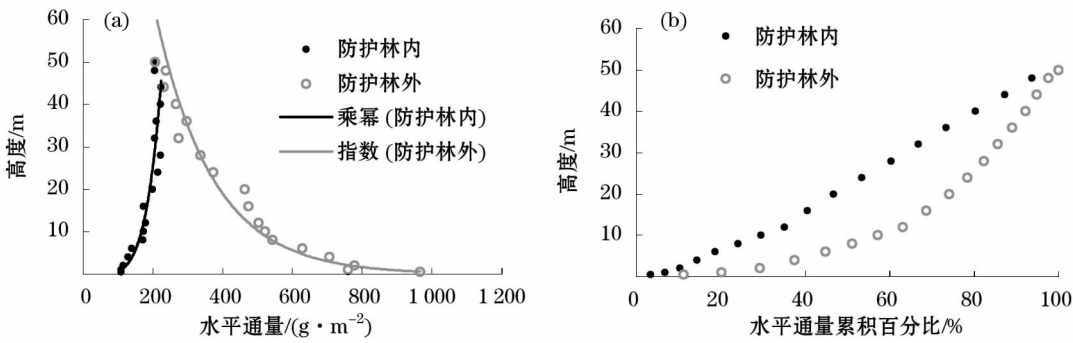 (a)
60
50
40
30
20
10
高度/m
防护林内
防护林外
乘幂 (防护林内)
指数 (防护林外)
0 200 400 600 800 1 000 1 200
水平通量/(g·m⁻²)
(b)
60
50
40
30
20
10
高度/m
防护林内
防护林外
0 20 40 60 80 100
水平通量累积百分比/%